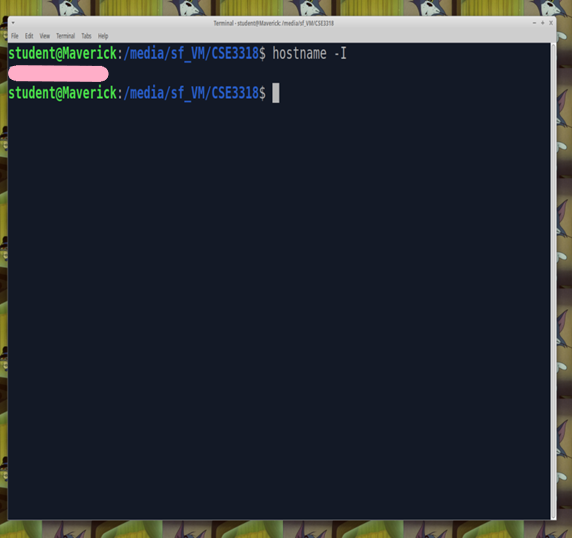 Terminal - student@Maverick: /media/sf_VM/CSE3318
File Edit View Terminal Tabs Help
student@Maverick:/media/sf_VM/CSE3318$ hostname -I
student@Maverick:/media/sf_VM/CSE3318$